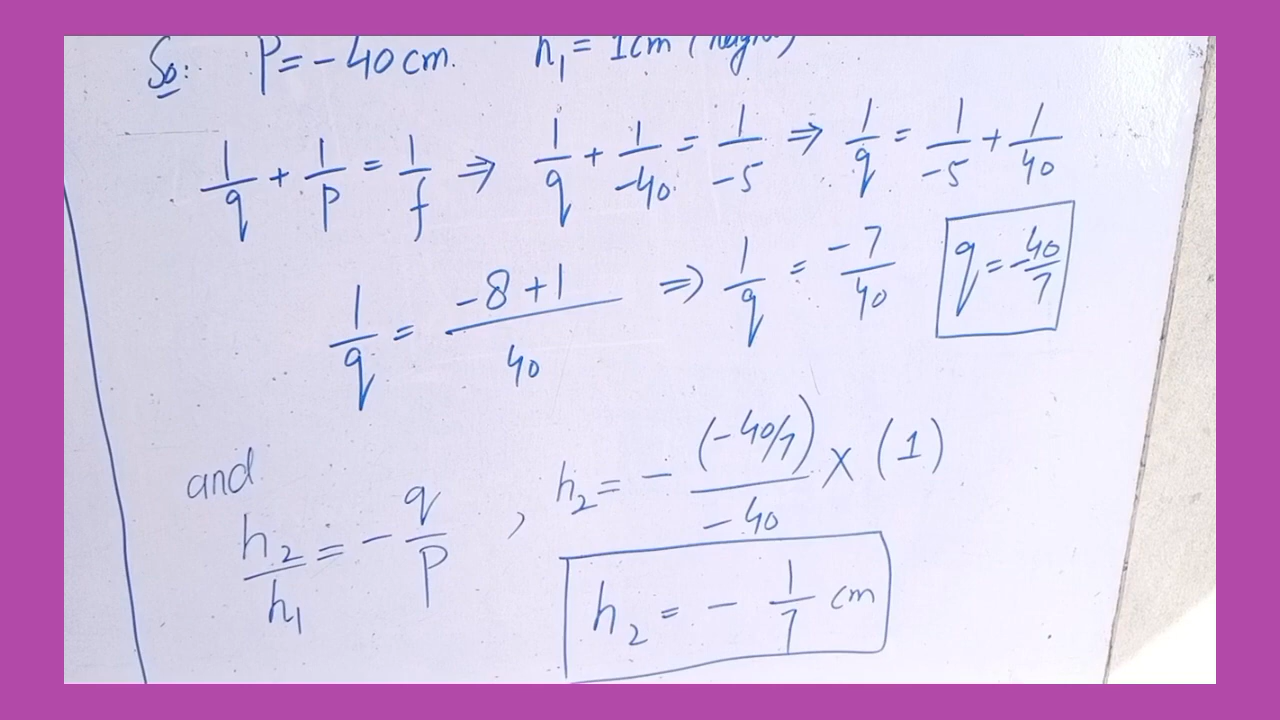 So: P = - 40 cm. h₁ = 1cm
1/q + 1/P = 1/f ⇒ 1/q + 1/-40 = 1/-5 ⇒ 1/q = 1/-5 + 1/40
1/q = -8+1/40 ⇒ 1/q = -7/40 q = -40/7
and
h₂/h₁ = - q/P , h₂ = - (-40/7)/-40 × (1)
h₂ = - 1/7 cm